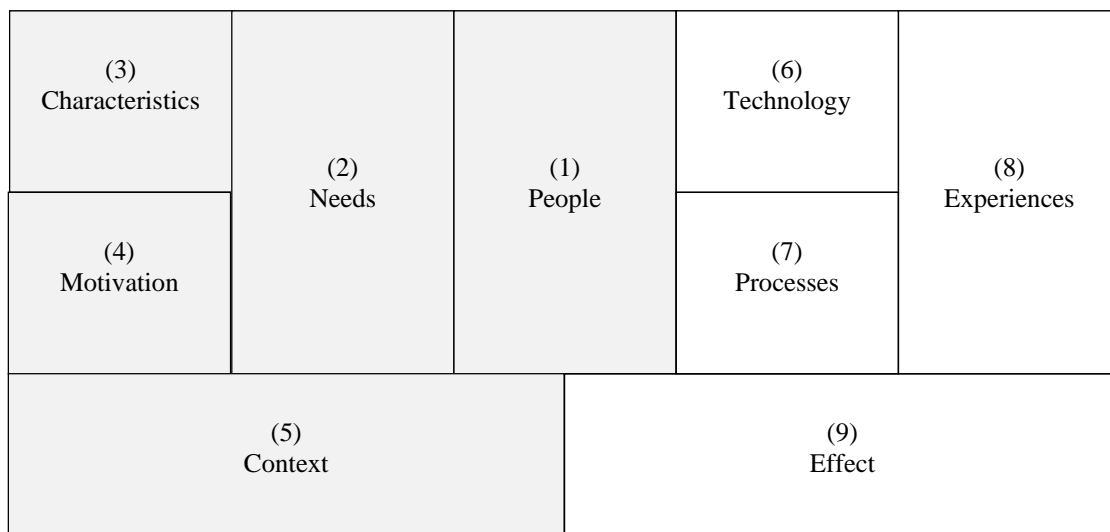 (3)
Characteristics
(2)
Needs
(1)
People
(6)
Technology
(8)
Experiences
(4)
Motivation
(7)
Processes
(5)
Context
(9)
Effect